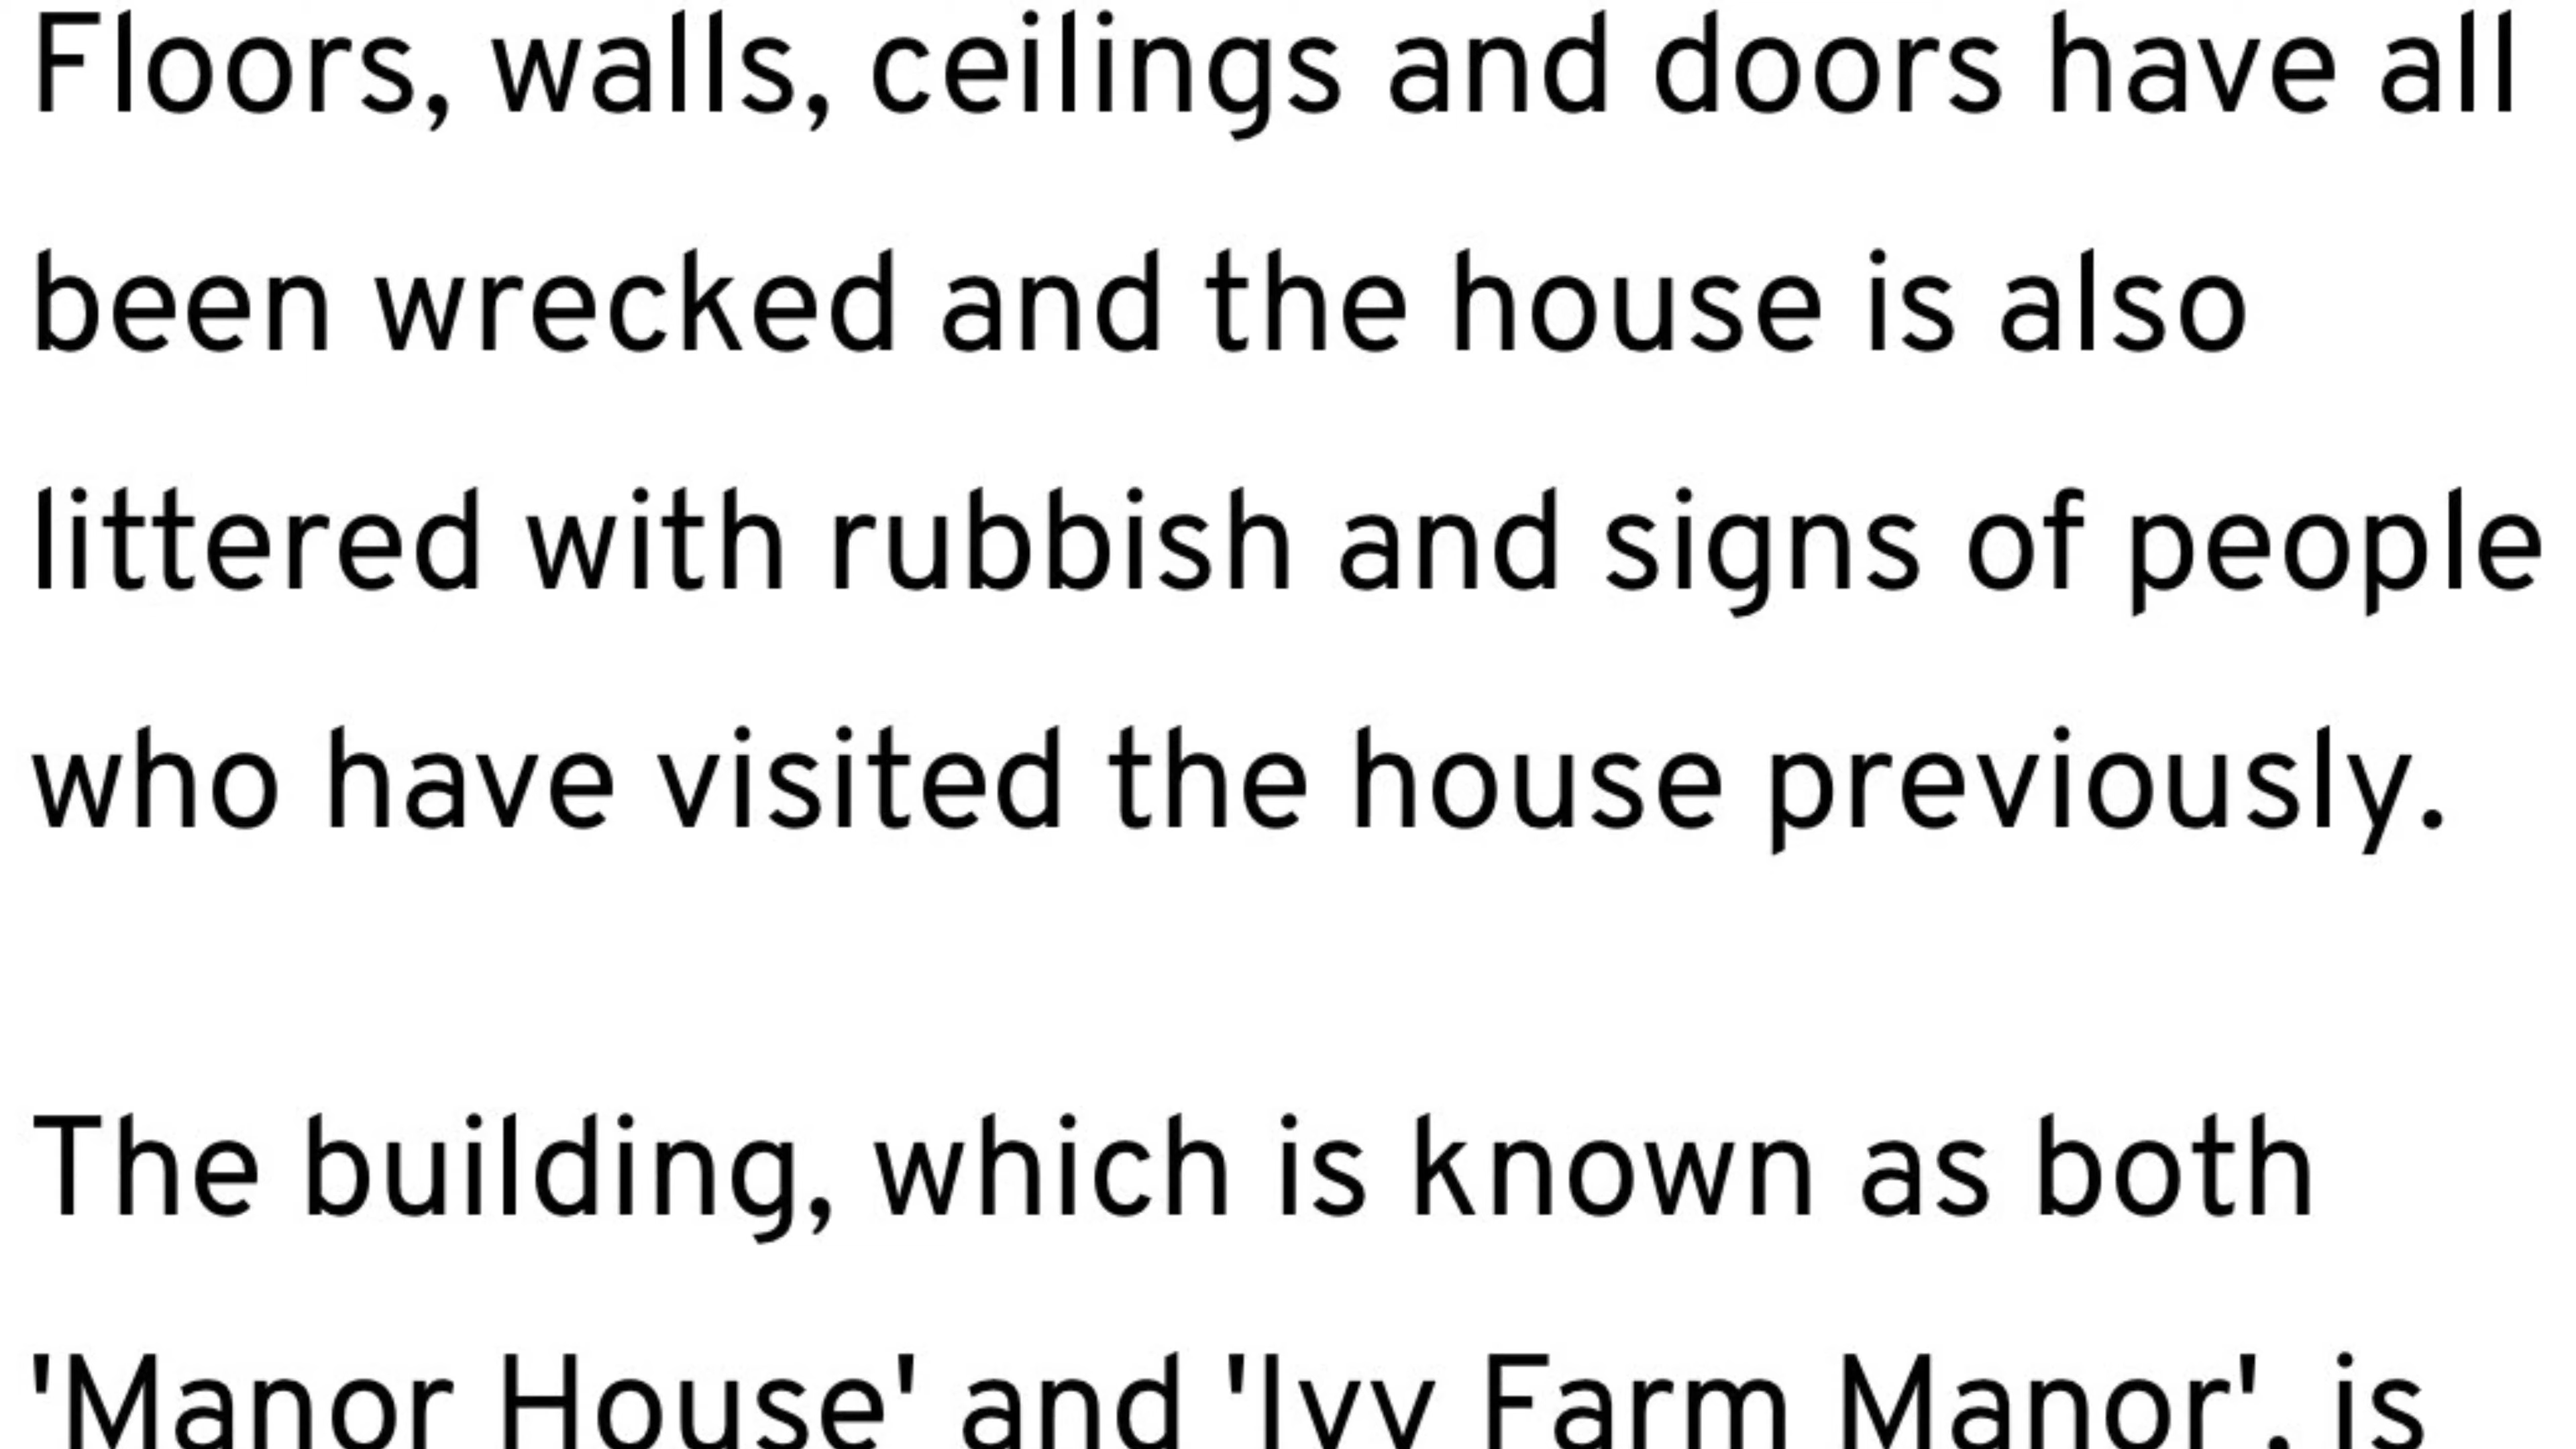 Floors, walls, ceilings and doors have all
been wrecked and the house is also
littered with rubbish and signs of people
who have visited the house previously.
The building, which is known as both
'Manor House' and 'Ivy Farm Manor', is